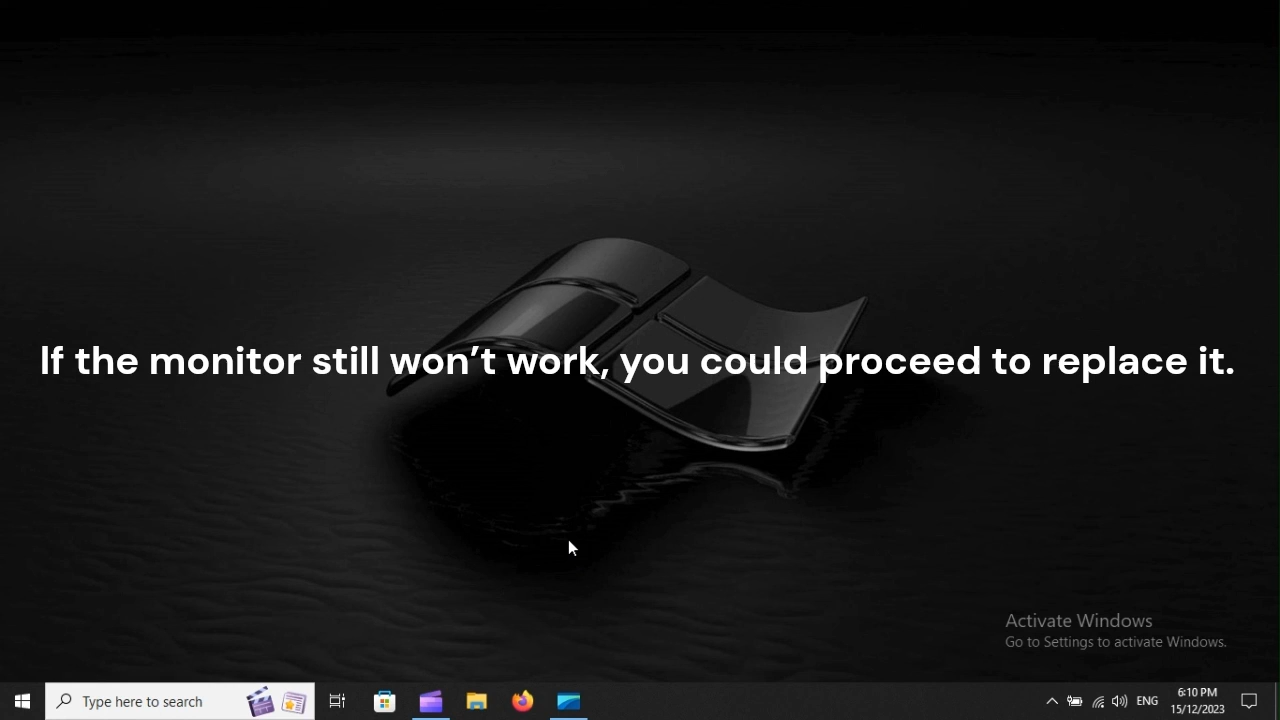 If the monitor still won’t work, you could proceed to replace it.
Activate Windows
Go to Settings to activate Windows.
Type here to search
ENG
6:10 PM
15/12/2023